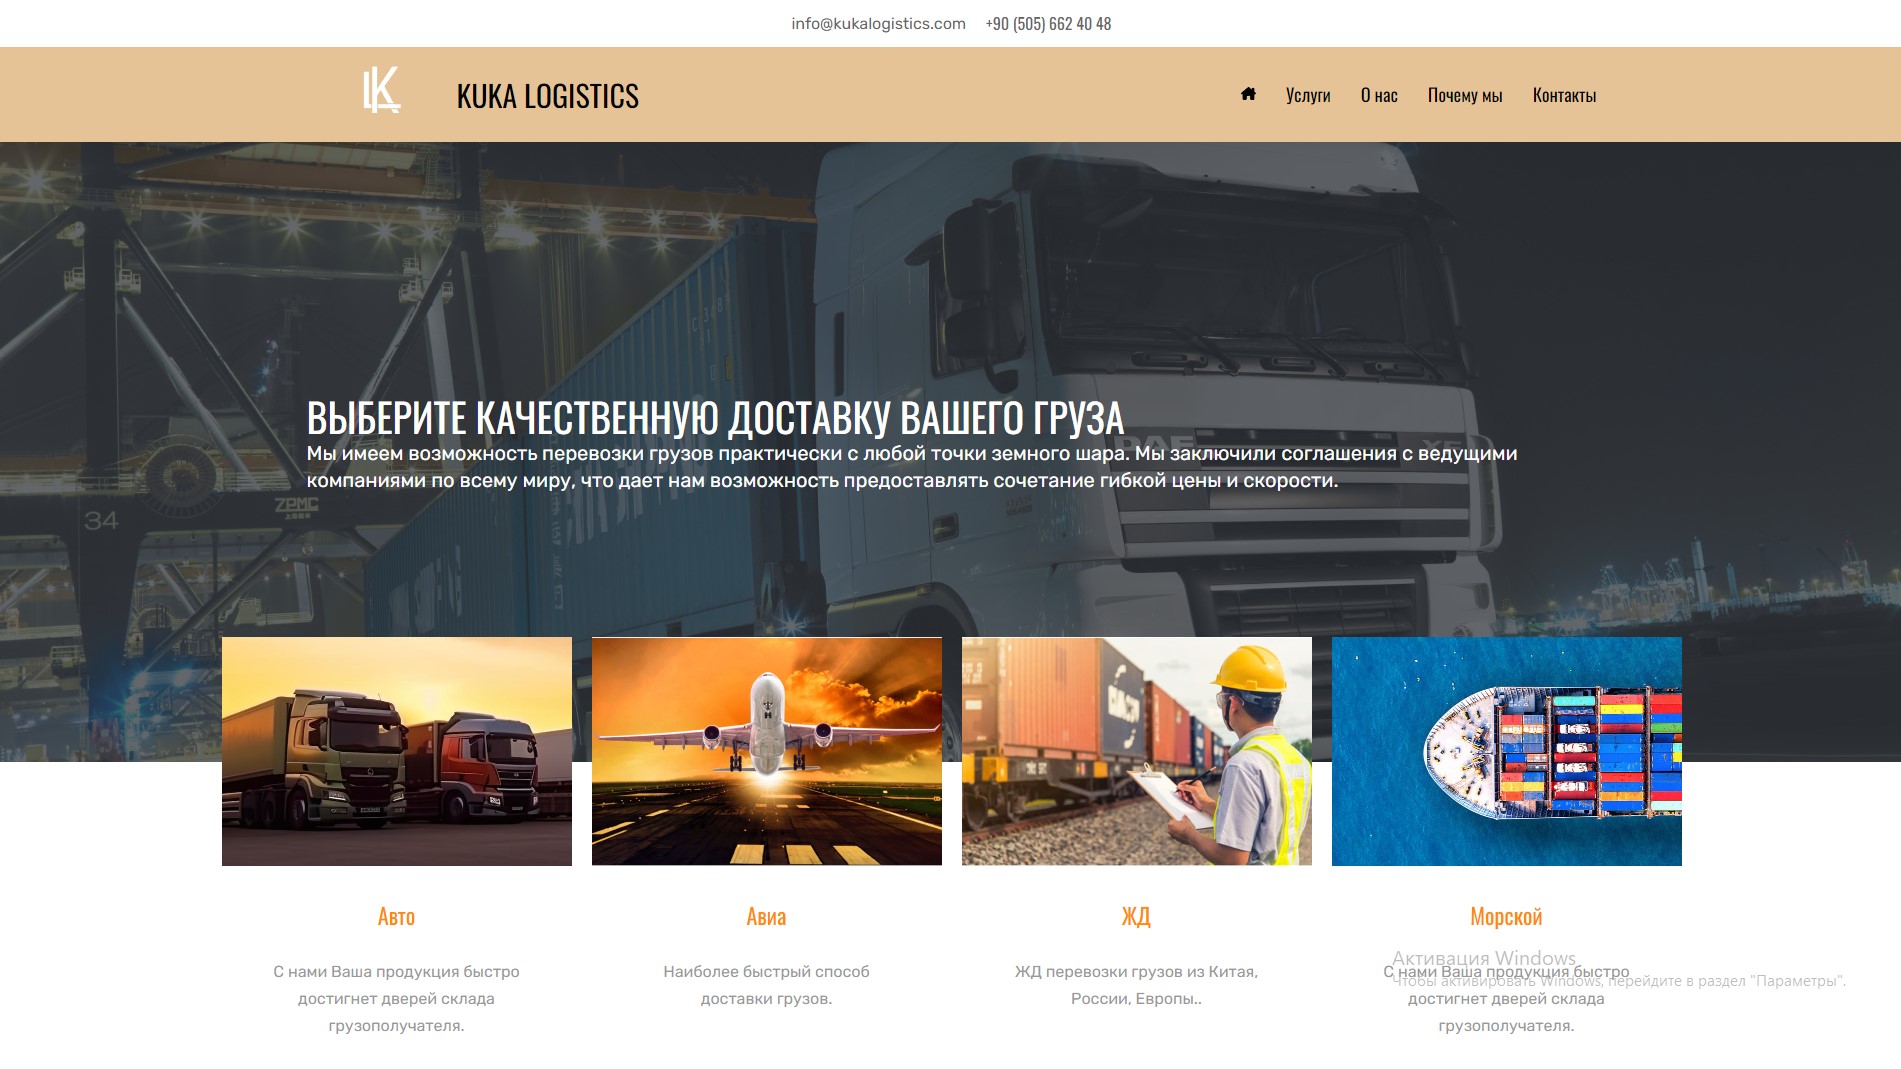 info@kukalogistics.com +90 (505) 662 40 48
KUKA LOGISTICS
Услуги О нас Почему мы Контакты
ВЫБЕРИТЕ КАЧЕСТВЕННУЮ ДОСТАВКУ ВАШЕГО ГРУЗА
Мы имеем возможность перевозки грузов практически с любой точки земного шара. Мы заключили соглашения с ведущими
компаниями по всему миру, что дает нам возможность предоставлять сочетание гибкой цены и скорости.
DAF XF
ZPMC
34
Авто
С нами Ваша продукция быстро
достигнет дверей склада
грузополучателя.
Авиа
Наиболее быстрый способ
доставки грузов.
ЖД
ЖД перевозки грузов из Китая,
России, Европы..
Морской
С нами Ваша продукция быстро
достигнет дверей склада
грузополучателя.
Активация Windows
Чтобы активировать Windows, перейдите в раздел "Параметры".